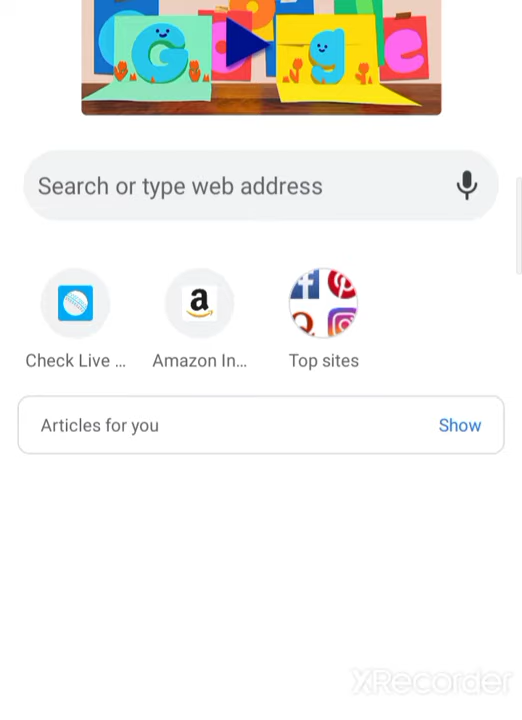 Search or type web address
Check Live ...
Amazon In...
Top sites
Articles for you
Show
XRecorder